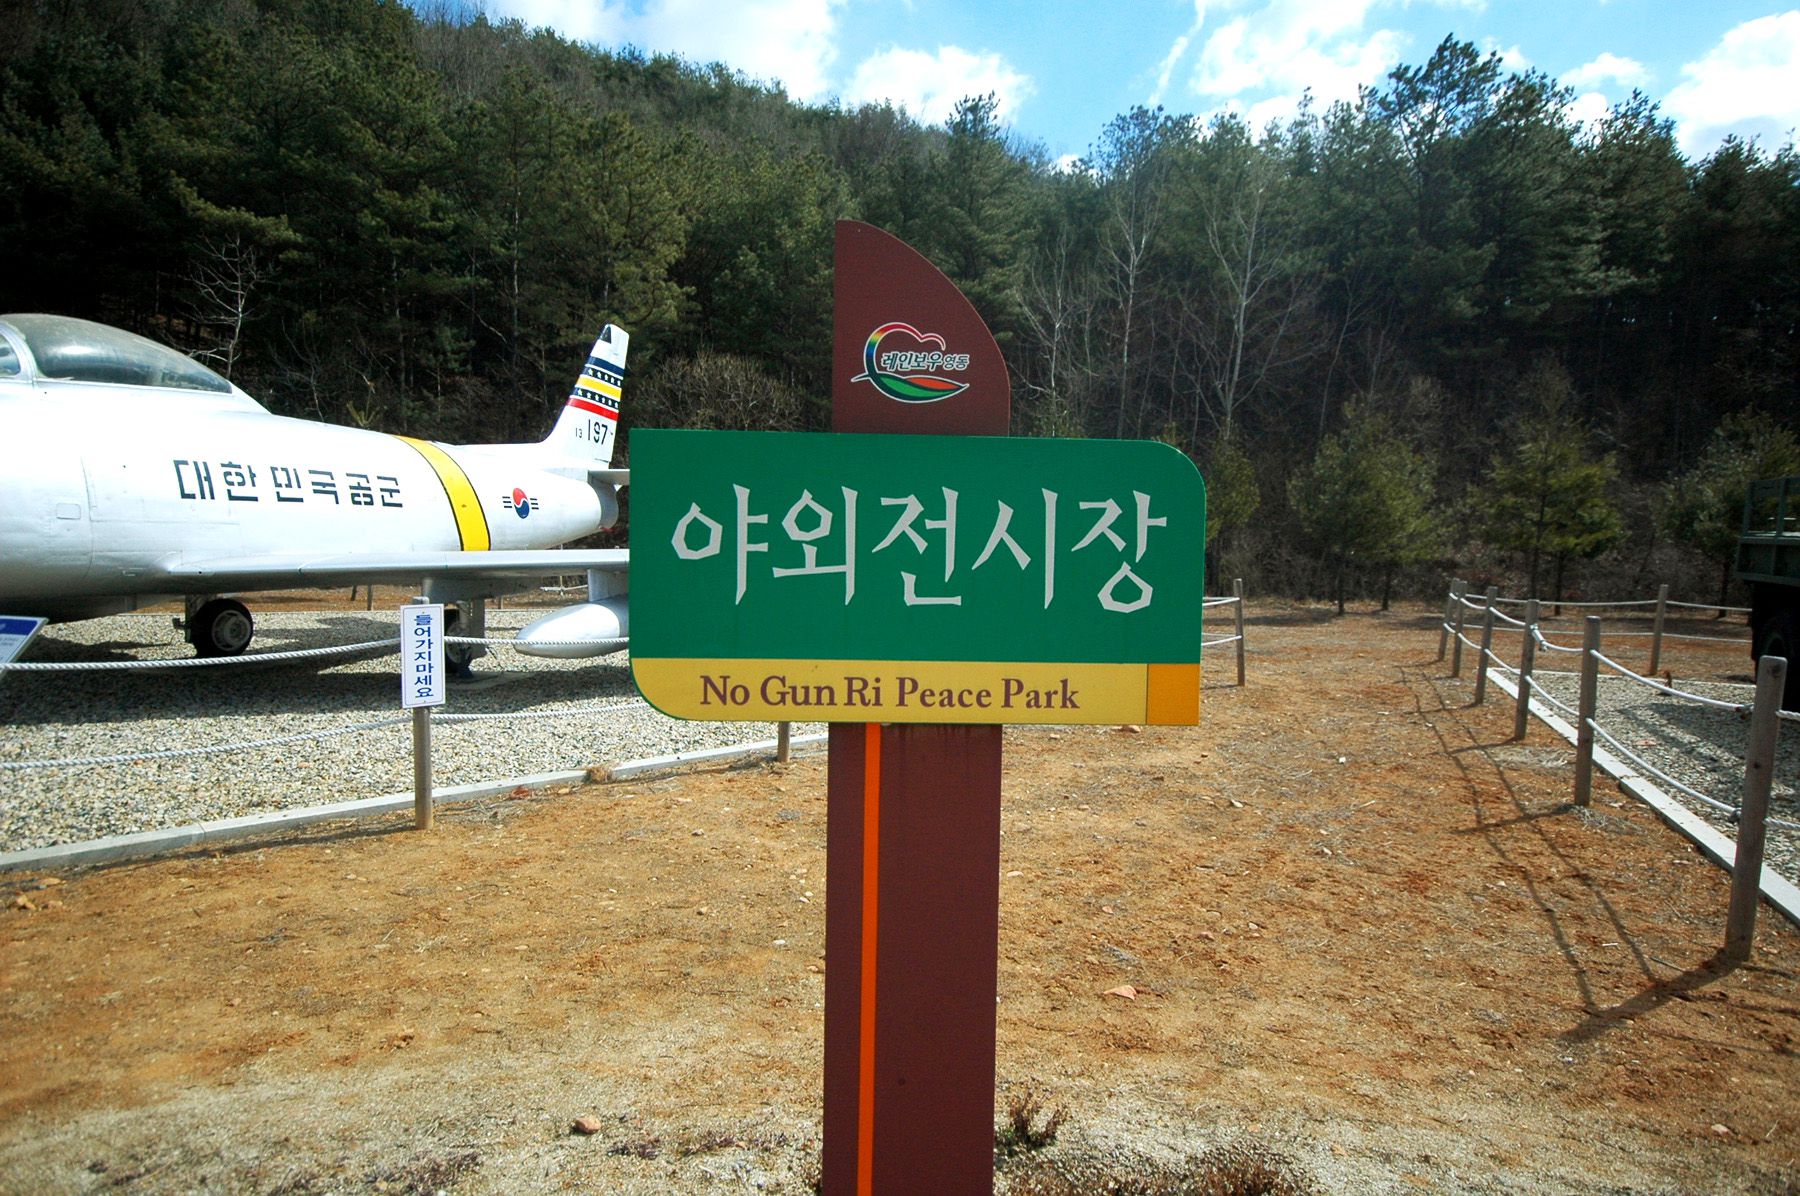 레인보우영동
야외전시장
No Gun Ri Peace Park
대한민국공군
13 197
들어가지마세요